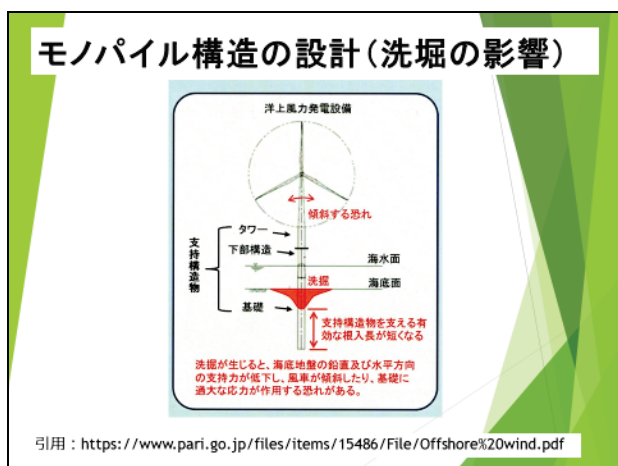 モノパイル構造の設計（洗堀の影響）
洋上風力発電設備
傾斜する恐れ
タワー
下部構造
支持構造物
海水面
洗掘
海底面
基礎
支持構造物を支える有
効な根入長が短くなる
洗掘が生じると、海底地盤の鉛直及び水平方向
の支持力が低下し、風車が傾斜したり、基礎に
過大な応力が作用する恐れがある。
引用：https://www.pari.go.jp/files/items/15486/File/Offshore%20wind.pdf